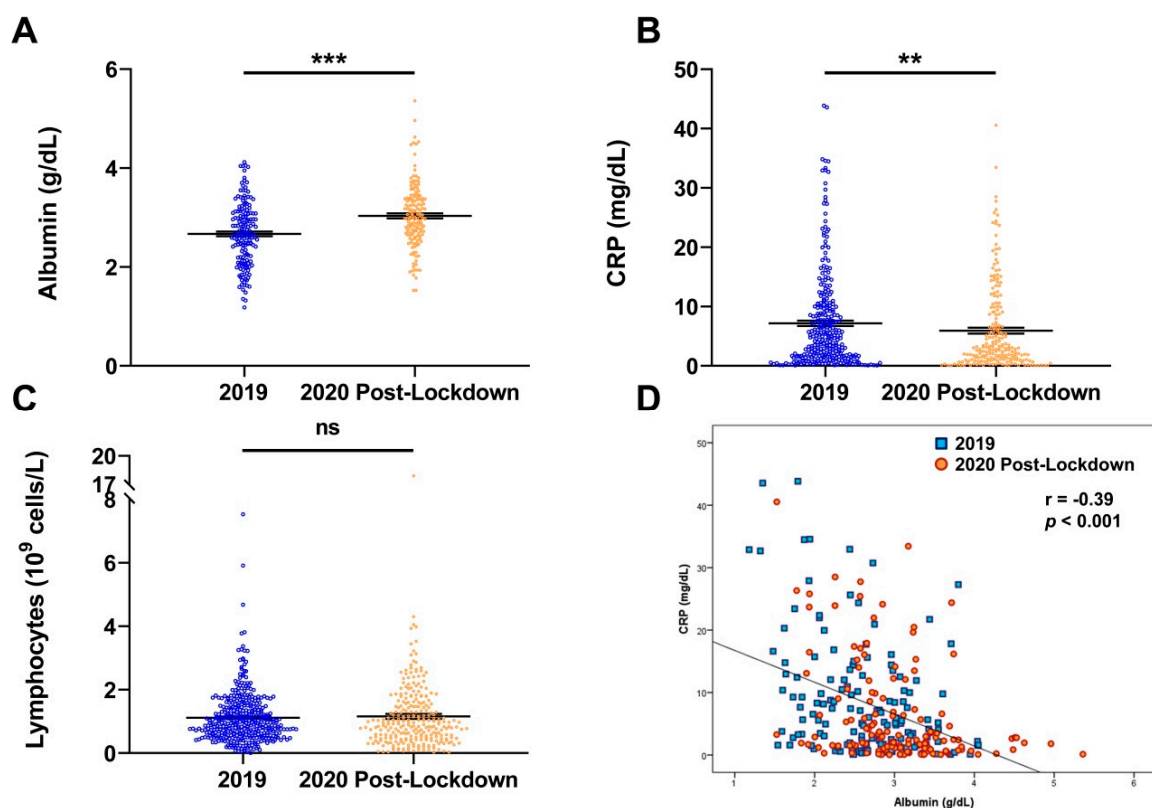 A
Albumin (g/dL)
6
4
2
0
***
2019
2020 Post-Lockdown
B
CRP (mg/dL)
50
40
30
20
10
0
**
2019
2020 Post-Lockdown
C
Lymphocytes (10⁹ cells/L)
20
17
8
6
4
2
0
ns
2019
2020 Post-Lockdown
D
2019
2020 Post-Lockdown
r = -0.39
p < 0.001
CRP (mg/dL)
50
40
30
20
10
0
1 2 3 4 5 6
Albumin (g/dL)